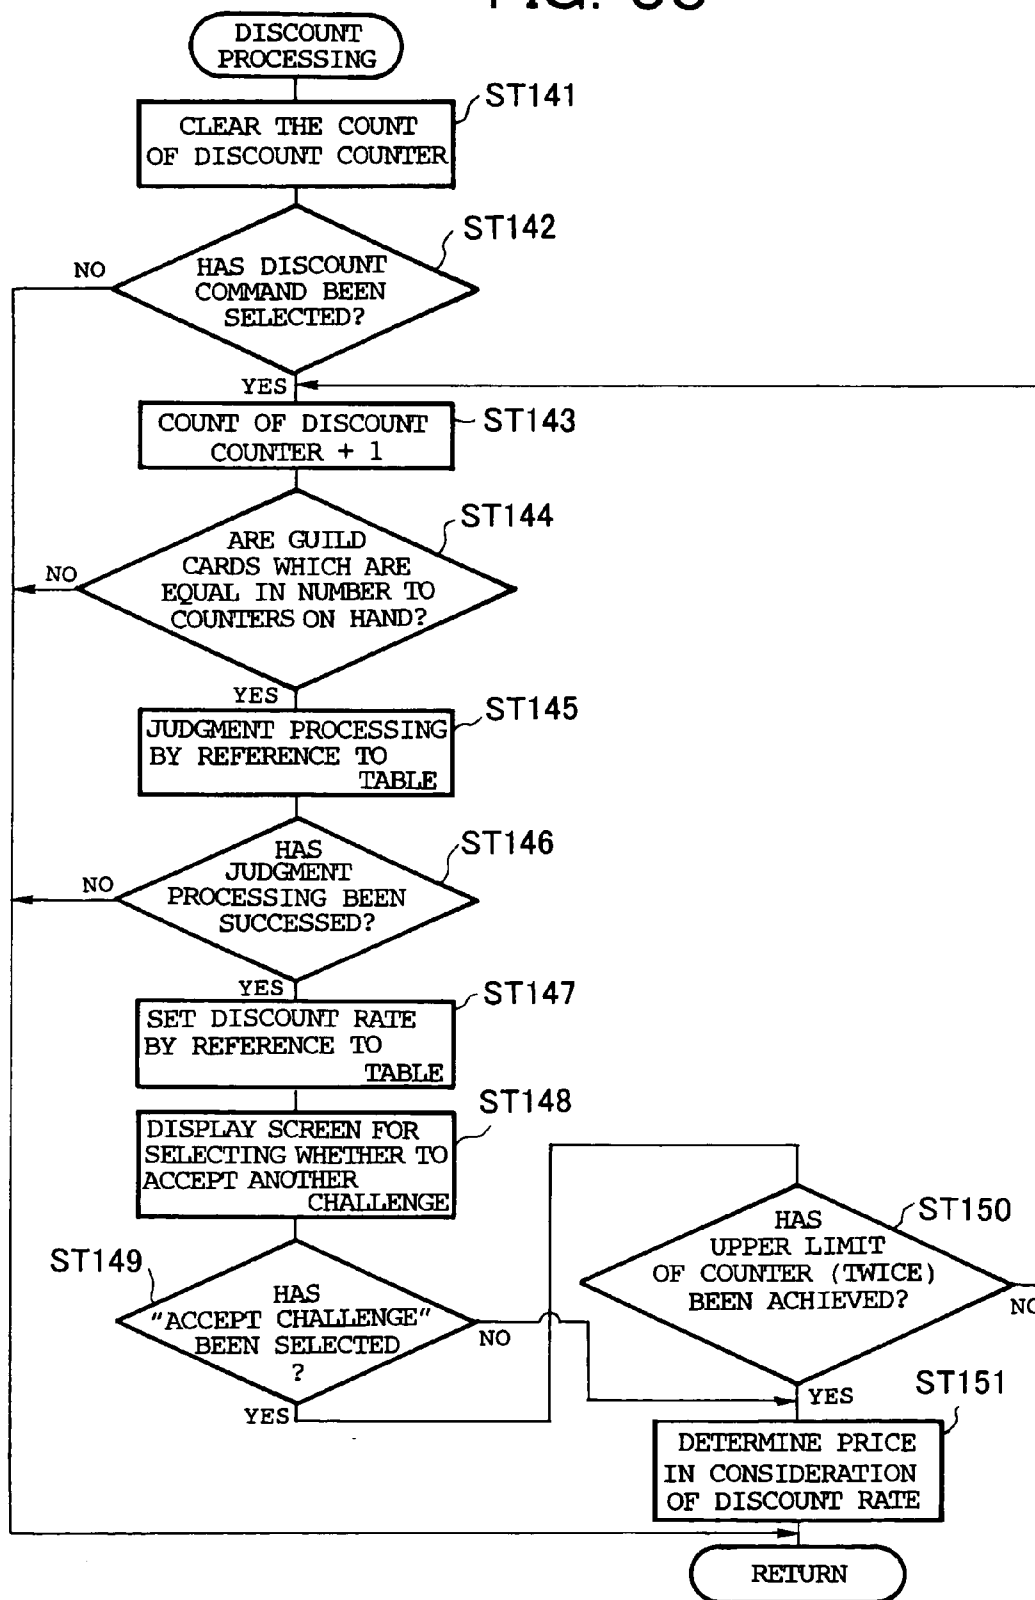 DISCOUNT
PROCESSING
ST141
CLEAR THE COUNT
OF DISCOUNT COUNTER
ST142
NO
HAS DISCOUNT
COMMAND BEEN
SELECTED?
YES
ST143
COUNT OF DISCOUNT
COUNTER + 1
ST144
ARE GUILD
CARDS WHICH ARE
EQUAL IN NUMBER TO
COUNTERS ON HAND?
NO
YES
ST145
JUDGMENT PROCESSING
BY REFERENCE TO
TABLE
ST146
HAS
JUDGMENT
PROCESSING BEEN
SUCCESSED?
NO
YES
ST147
SET DISCOUNT RATE
BY REFERENCE TO
TABLE
ST148
DISPLAY SCREEN FOR
SELECTING WHETHER TO
ACCEPT ANOTHER
CHALLENGE
ST149
HAS
"ACCEPT CHALLENGE"
BEEN SELECTED
?
NO
YES
ST150
HAS
UPPER LIMIT
OF COUNTER (TWICE)
BEEN ACHIEVED?
NO
YES
ST151
DETERMINE PRICE
IN CONSIDERATION
OF DISCOUNT RATE
RETURN